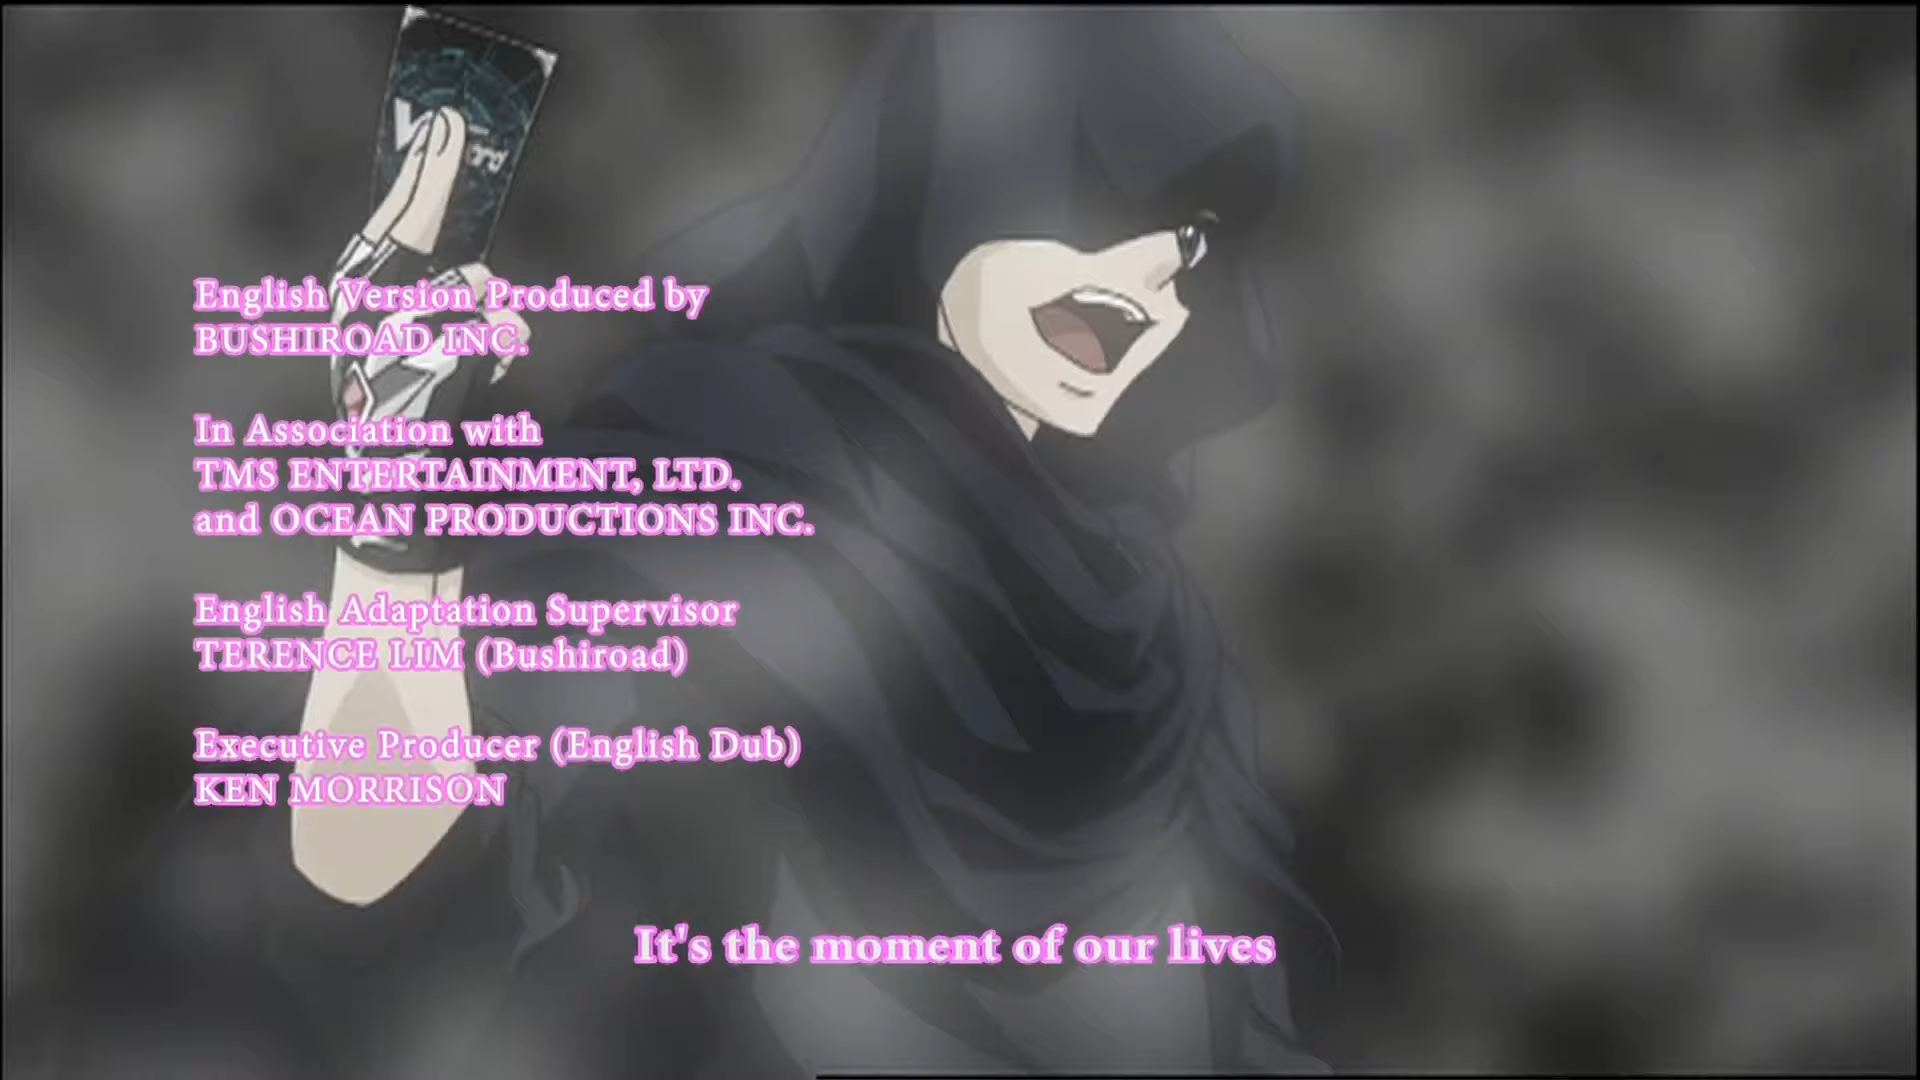 English Version Produced by
BUSHIROAD INC.
In Association with
TMS ENTERTAINMENT, LTD.
and OCEAN PRODUCTIONS INC.
English Adaptation Supervisor
TERENCE LIM (Bushiroad)
Executive Producer (English Dub)
KEN MORRISON
It's the moment of our lives